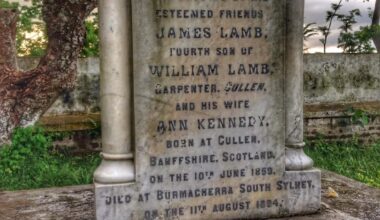 ESTEEMED FRIENDS
JAMES LAMB,
FOURTH SON OF
WILLIAM LAMB,
CARPENTER, CULLEN,
AND HIS WIFE
ANN KENNEDY,
BORN AT CULLEN,
BANFFSHIRE, SCOTLAND,
ON THE 10TH JUNE 1859.
DIED AT BURMACHERRA SOUTH SYLHET,
ON THE 11TH AUGUST 1894.